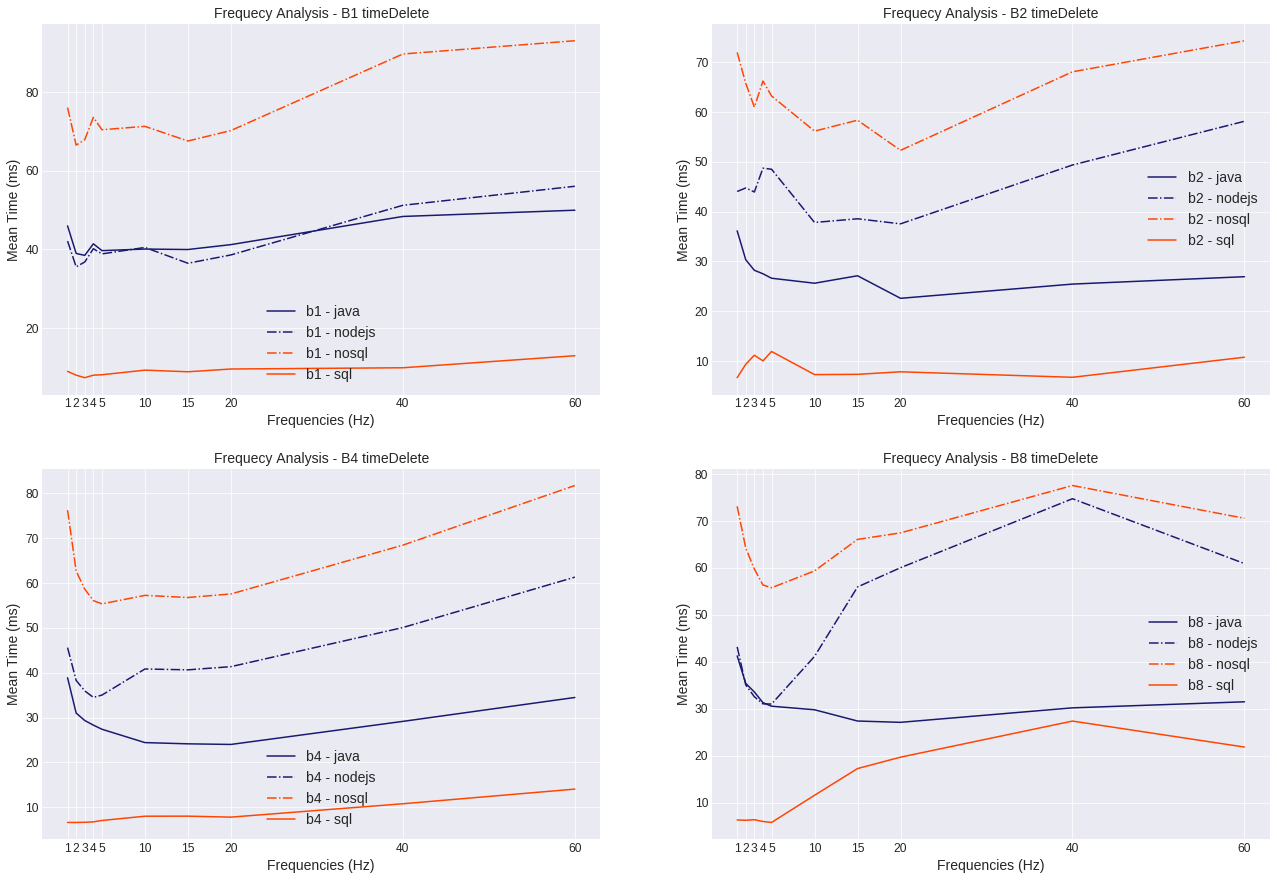 Frequecy Analysis - B1 timeDelete
Mean Time (ms)
80
60
40
20
b1 - java
b1 - nodejs
b1 - nosql
b1 - sql
1 2 3 4 5 10 15 20 40 60
Frequencies (Hz)
Frequecy Analysis - B2 timeDelete
Mean Time (ms)
70
60
50
40
30
20
10
b2 - java
b2 - nodejs
b2 - nosql
b2 - sql
1 2 3 4 5 10 15 20 40 60
Frequencies (Hz)
Frequecy Analysis - B4 timeDelete
Mean Time (ms)
80
70
60
50
40
30
20
10
b4 - java
b4 - nodejs
b4 - nosql
b4 - sql
1 2 3 4 5 10 15 20 40 60
Frequencies (Hz)
Frequecy Analysis - B8 timeDelete
Mean Time (ms)
80
70
60
50
40
30
20
10
b8 - java
b8 - nodejs
b8 - nosql
b8 - sql
1 2 3 4 5 10 15 20 40 60
Frequencies (Hz)